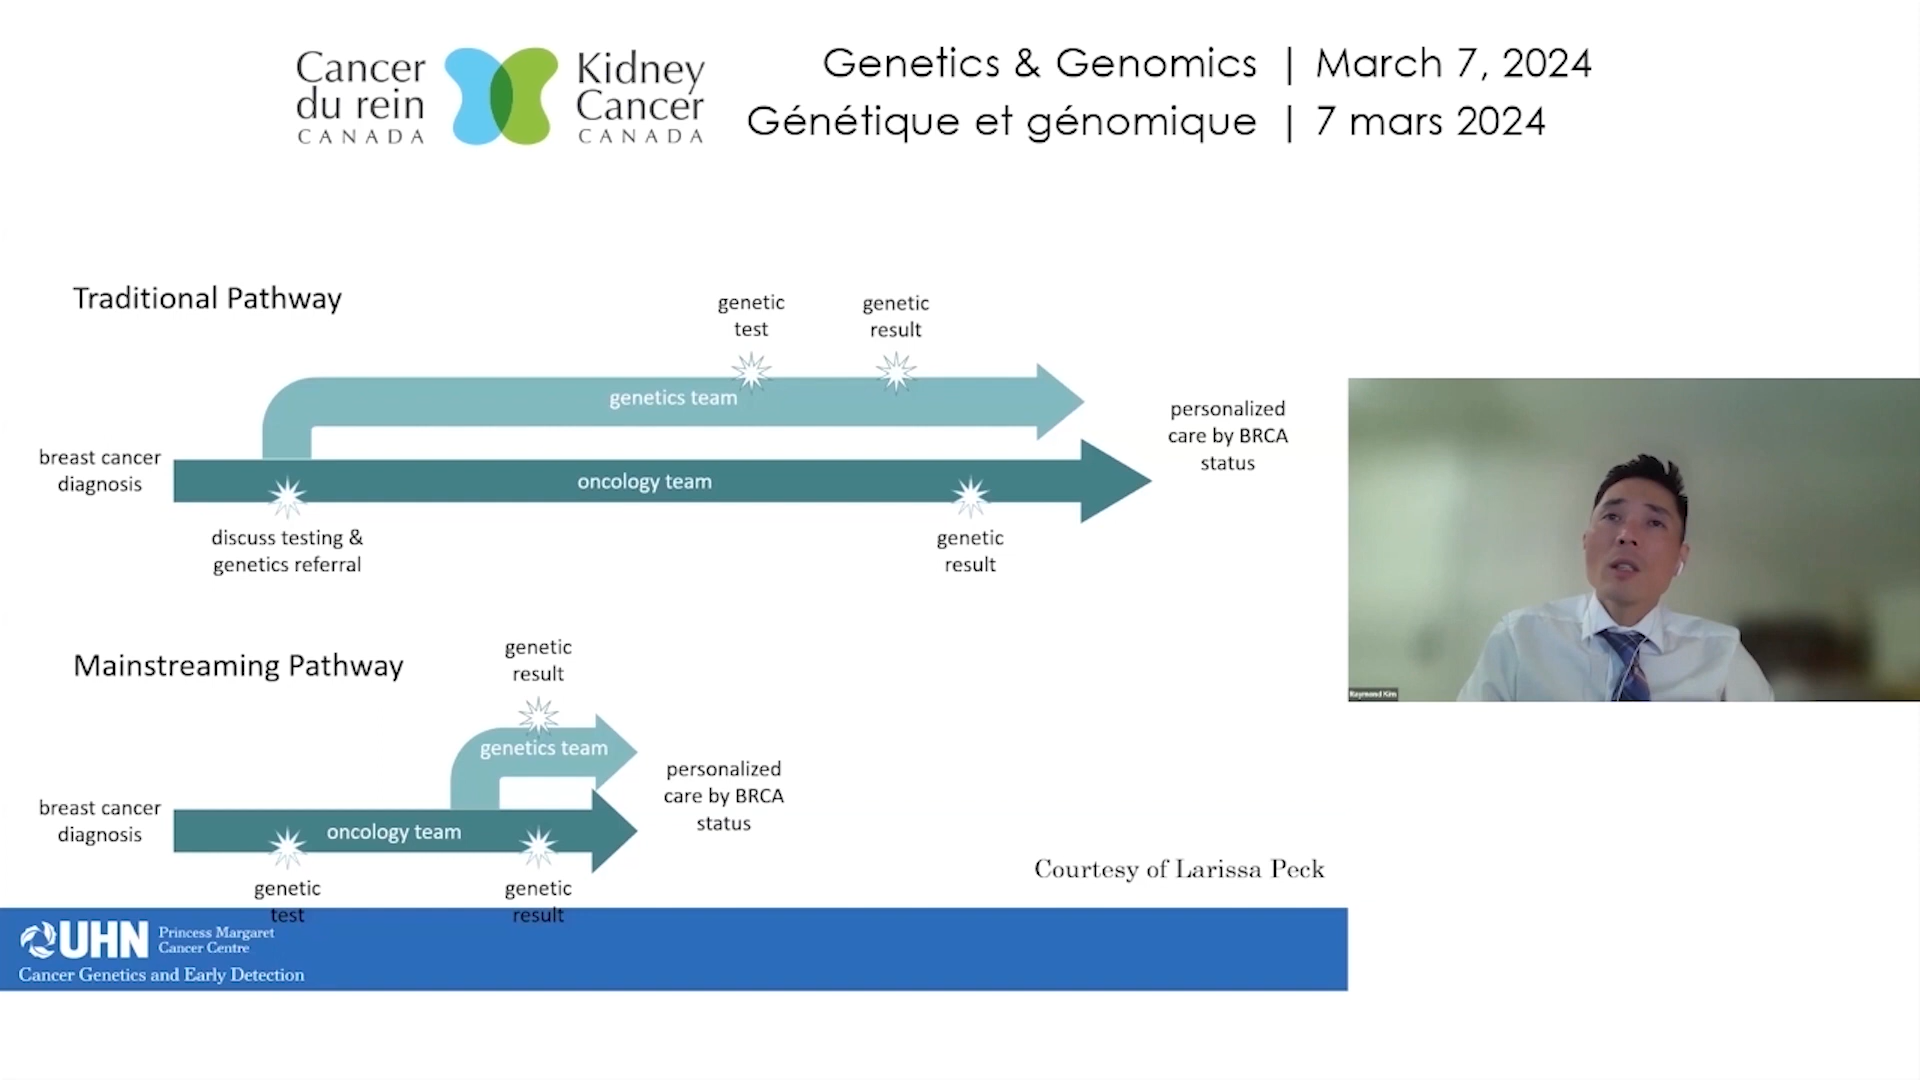 Cancer
du rein
CANADA
Kidney
Cancer
CANADA
Genetics & Genomics | March 7, 2024
Génétique et génomique | 7 mars 2024
Traditional Pathway
genetic
test
genetic
result
genetics team
breast cancer
diagnosis
oncology team
personalized
care by BRCA
status
discuss testing &
genetics referral
genetic
result
Mainstreaming Pathway
genetic
result
genetics team
breast cancer
diagnosis
oncology team
personalized
care by BRCA
status
genetic
test
genetic
result
Courtesy of Larissa Peck
UHN
Princess Margaret
Cancer Centre
Cancer Genetics and Early Detection
Raymond Kim